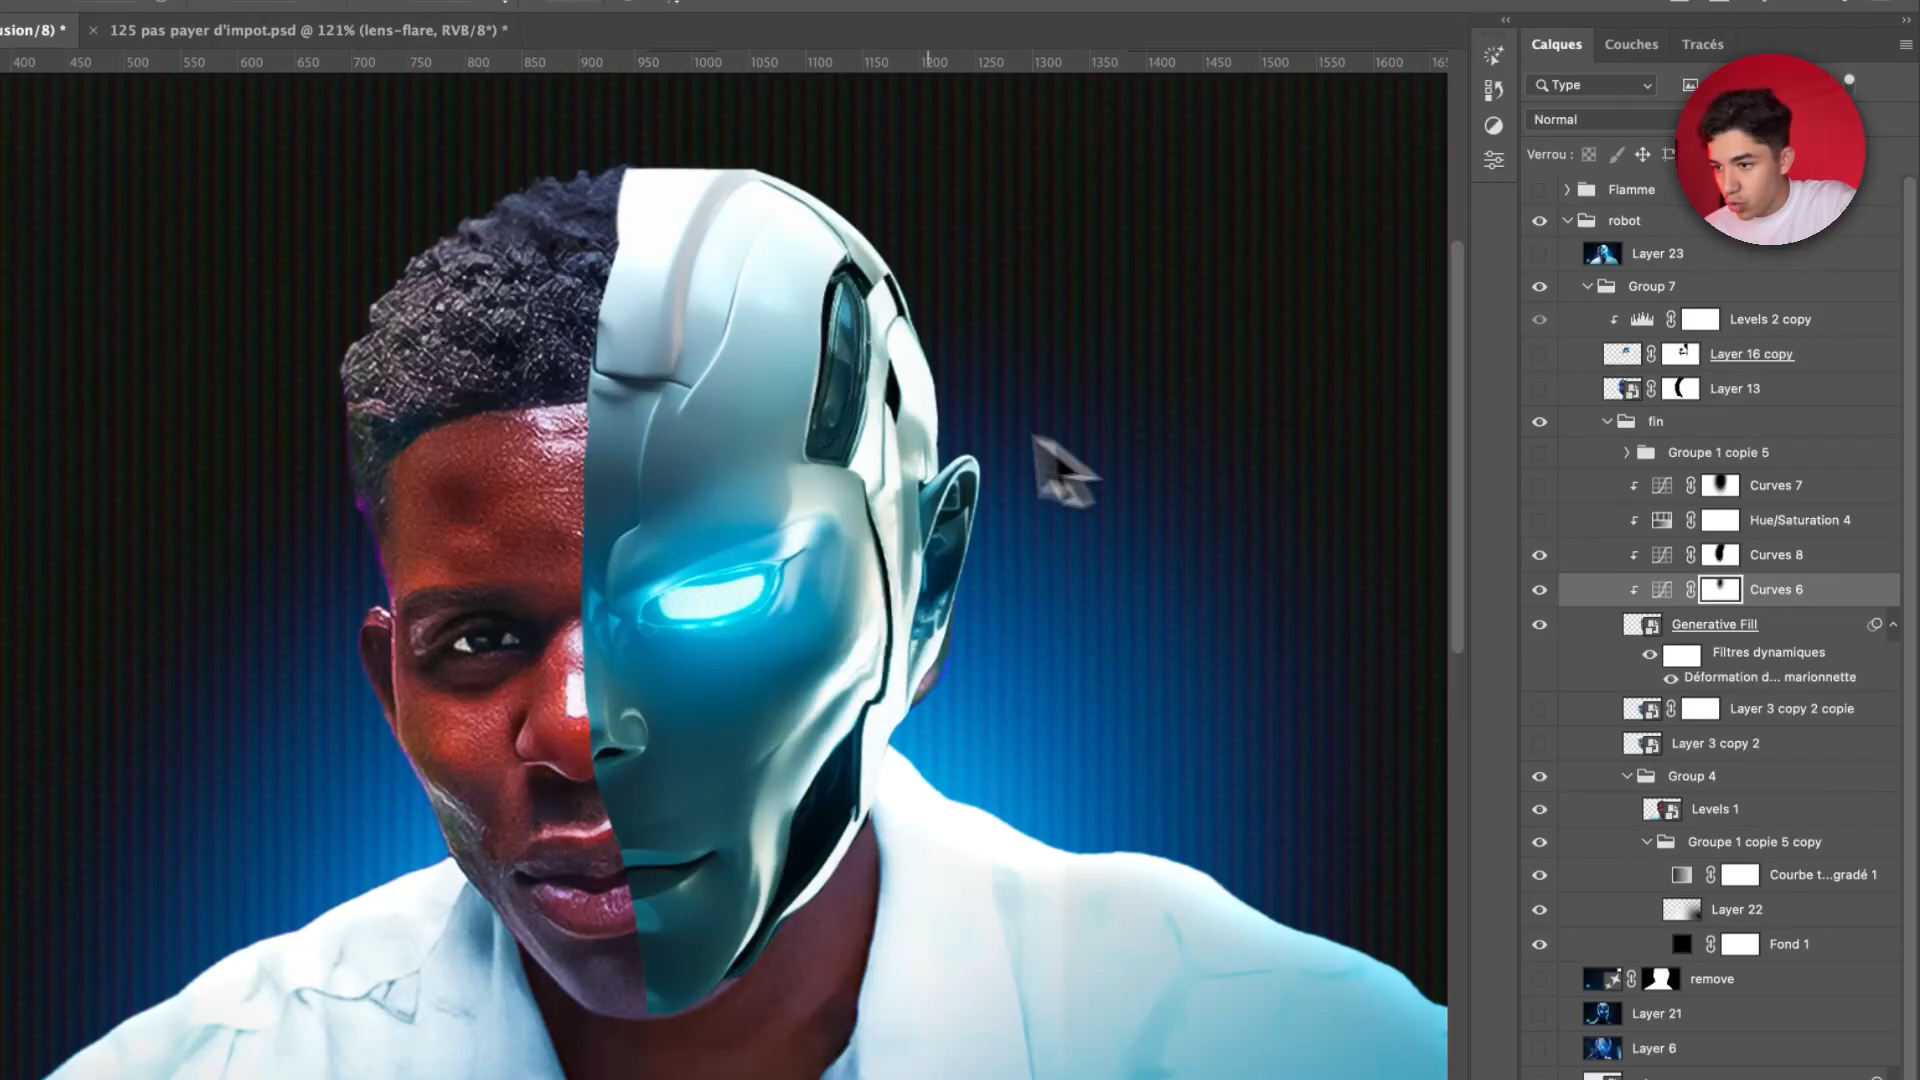 usion/8) *
× 125 pas payer d'impot.psd @ 121% (lens-flare, RVB/8*) *
400 450 500 550 600 650 700 750 800 850 900 950 1000 1050 1100 1150 1200 1250 1300 1350 1400 1450 1500 1550 1600
Calques Couches Tracés
Type
Normal
Verrou :
Flamme
robot
Layer 23
Group 7
Levels 2 copy
Layer 16 copy
Layer 13
fin
Groupe 1 copie 5
Curves 7
Hue/Saturation 4
Curves 8
Curves 6
Generative Fill
Filtres dynamiques
Déformation d... marionnette
Layer 3 copy 2 copie
Layer 3 copy 2
Group 4
Levels 1
Groupe 1 copie 5 copy
Courbe t...gradé 1
Layer 22
Fond 1
remove
Layer 21
Layer 6